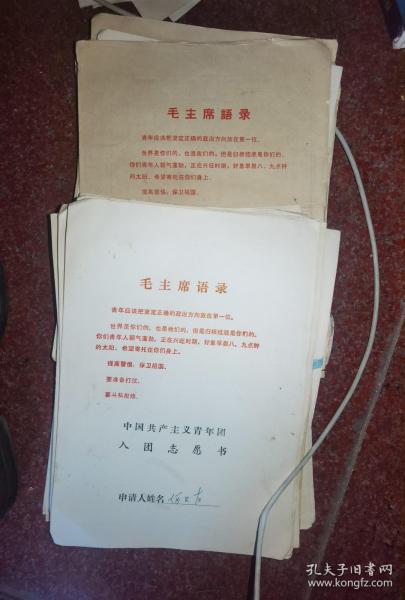 毛主席語录
青年应该把坚定正确的政治方向放在第一位。
世界是你们的，也是我们的，但是归根结底是你们的。
你们青年人朝气蓬勃，正在兴旺时期，好象早晨八、九点钟
的太阳。希望寄托在你们身上。
提高警惕，保卫祖国。
毛主席语录
青年应该把坚定正确的政治方向放在第一位。
世界是你们的，也是我们的，但是归根结底是你们的。
你们青年人朝气蓬勃，正在兴旺时期，好象早晨八、九点钟
的太阳。希望寄托在你们身上。
提高警惕，保卫祖国。
要准备打仗。
要斗私批修。
中国共产主义青年团
入团志愿书
申请人姓名
孔夫子旧书网
www.kongfz.com